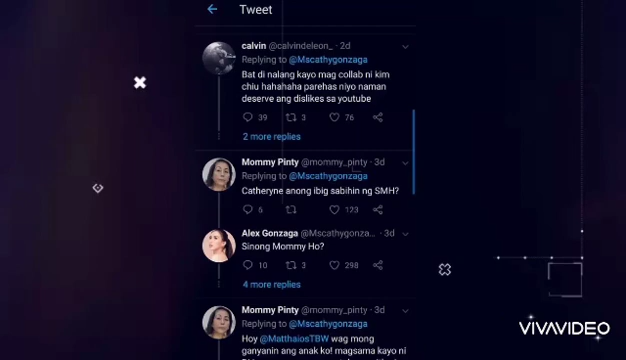 Tweet
calvin @calvindeleon_ · 2d
Replying to @Mscathygonzaga
Bat di nalang kayo mag collab ni kim
chiu hahahaha parehas niyo naman
deserve ang dislikes sa youtube
39 3 76
2 more replies
Mommy Pinty @mommy_pinty · 3d
Replying to @Mscathygonzaga
Catheryne anong ibig sabihin ng SMH?
6 123
Alex Gonzaga @Mscathygonza... · 3d
Sinong Mommy Ho?
10 3 298
4 more replies
Mommy Pinty @mommy_pinty · 3d
Replying to @Mscathygonzaga
Hoy @MatthaiosTBW wag mong
ganyanin ang anak ko! magsama kayo ni
VIVAVIDEO